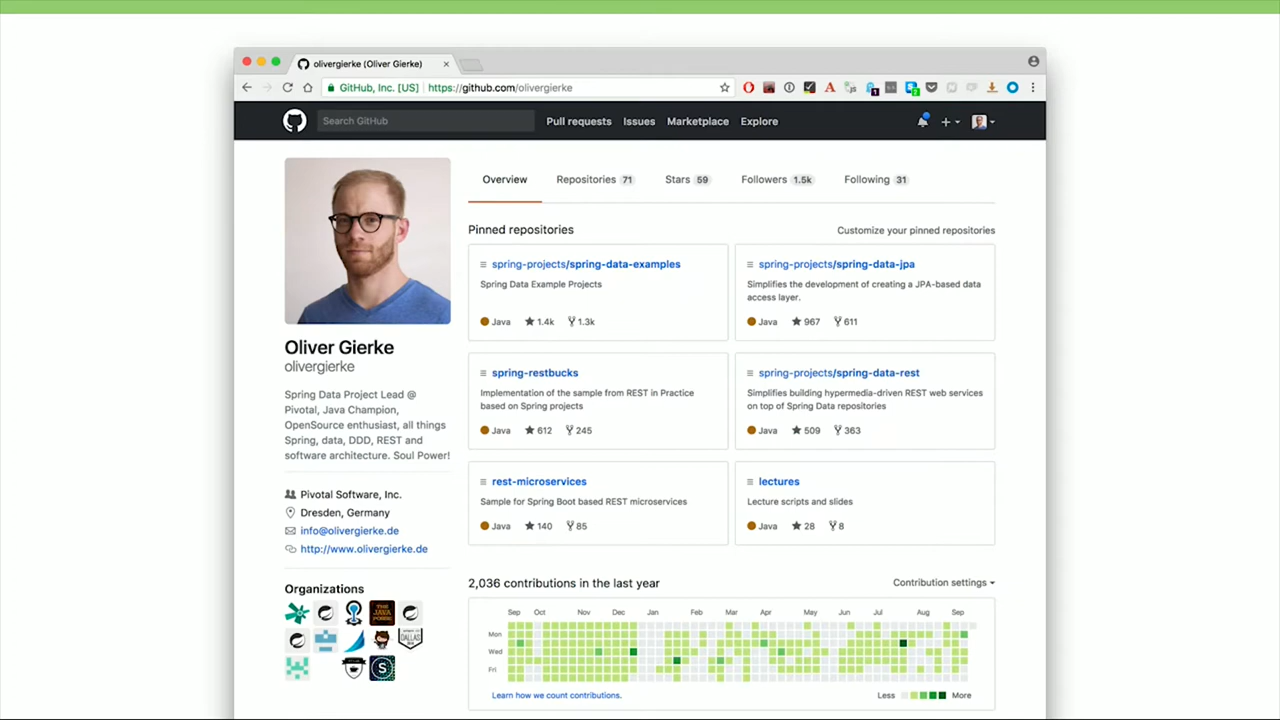 olivergierke (Oliver Gierke)
GitHub, Inc. [US] https://github.com/olivergierke
Search GitHub
Pull requests Issues Marketplace Explore
Overview Repositories 71 Stars 59 Followers 1.5k Following 31
Pinned repositories Customize your pinned repositories
spring-projects/spring-data-examples
Spring Data Example Projects
Java 1.4k 1.3k
spring-projects/spring-data-jpa
Simplifies the development of creating a JPA-based data
access layer.
Java 967 611
spring-restbucks
Implementation of the sample from REST in Practice
based on Spring projects
Java 612 245
spring-projects/spring-data-rest
Simplifies building hypermedia-driven REST web services
on top of Spring Data repositories
Java 509 363
rest-microservices
Sample for Spring Boot based REST microservices
Java 140 85
lectures
Lecture scripts and slides
Java 28 8
Oliver Gierke
olivergierke
Spring Data Project Lead @
Pivotal, Java Champion,
OpenSource enthusiast, all things
Spring, data, DDD, REST and
software architecture. Soul Power!
Pivotal Software, Inc.
Dresden, Germany
info@olivergierke.de
http://www.olivergierke.de
Organizations
2,036 contributions in the last year Contribution settings
Sep Oct Nov Dec Jan Feb Mar Apr May Jun Jul Aug Sep
Mon
Wed
Fri
Learn how we count contributions. Less More